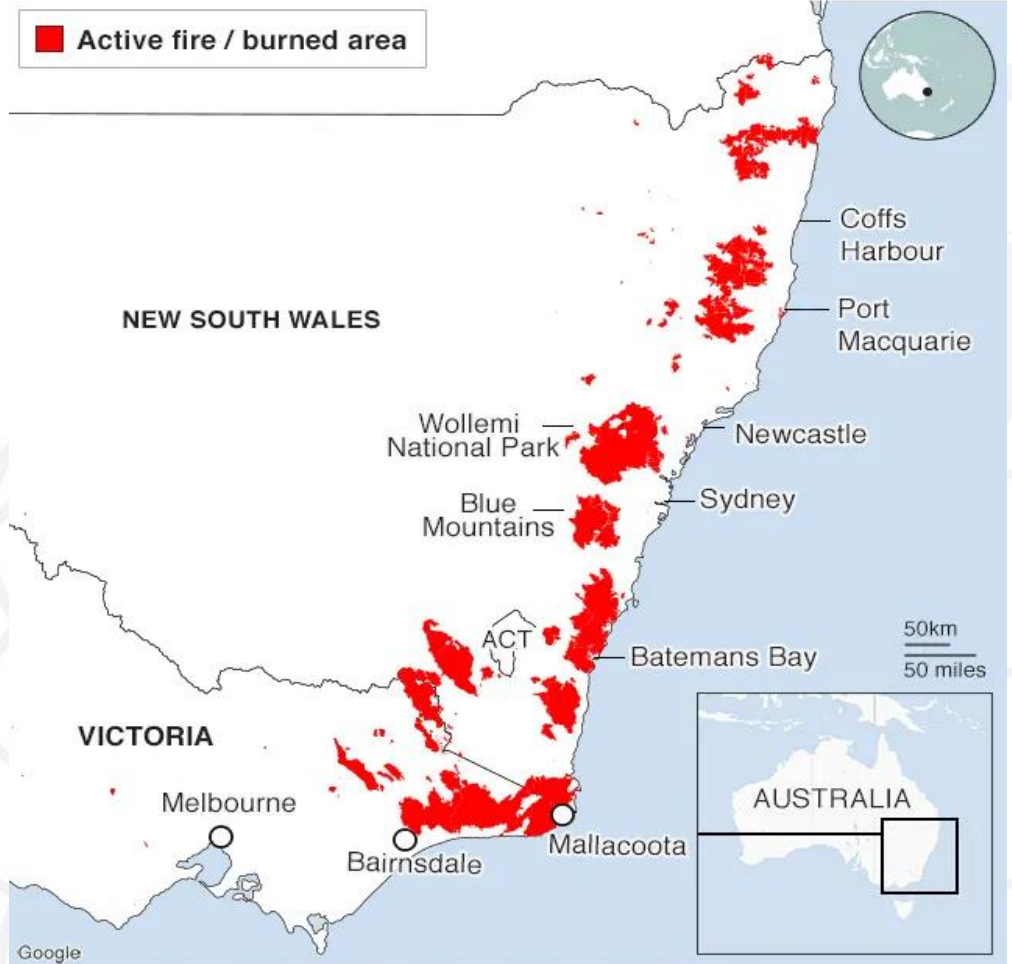 Active fire / burned area
Coffs
Harbour
NEW SOUTH WALES
Port
Macquarie
Wollemi
National Park
Newcastle
Blue
Mountains
Sydney
ACT
50km
50 miles
Batemans Bay
VICTORIA
AUSTRALIA
Melbourne
Mallacoota
Bairnsdale
Google